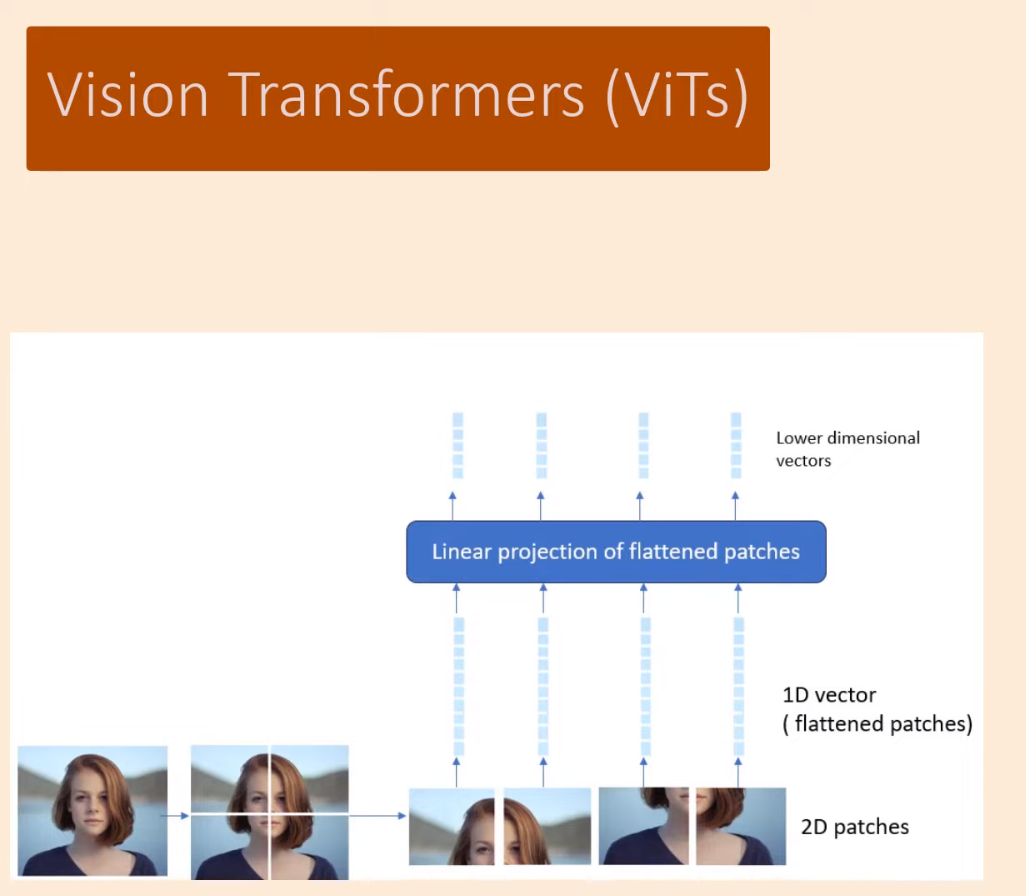 Vision Transformers (ViTs)
Lower dimensional
vectors
Linear projection of flattened patches
1D vector
( flattened patches)
2D patches